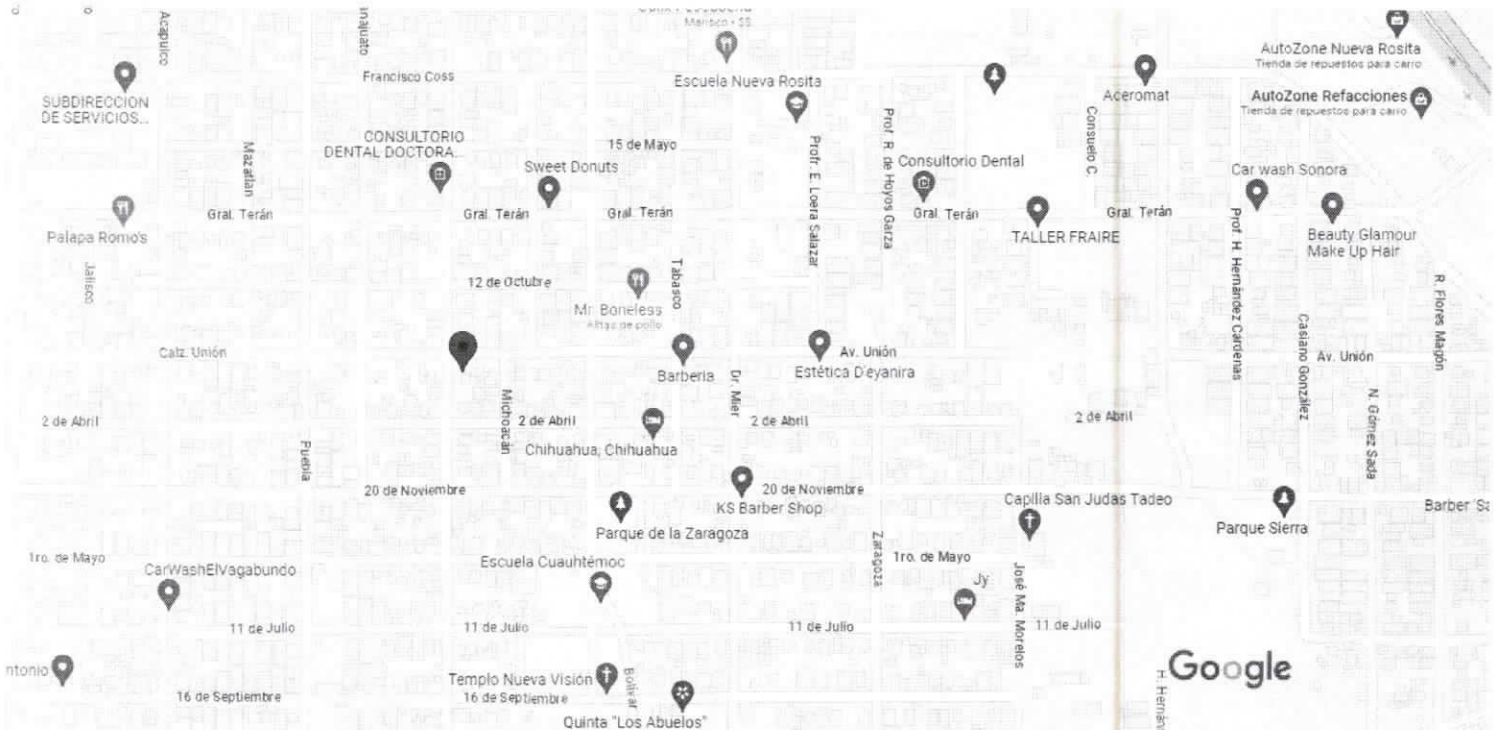 Acapulco
Marisco • $$
AutoZone Nueva Rosita
Tienda de repuestos para carro
Francisco Coss
Escuela Nueva Rosita
Aceromat
AutoZone Refacciones
Tienda de repuestos para carro
SUBDIRECCION
DE SERVICIOS...
CONSULTORIO
DENTAL DOCTORA...
15 de Mayo
Prof. R. de Hoyos Garza
Consuelo C.
Mazatlan
Sweet Donuts
Profr. E. Loera Salazar
Consultorio Dental
Car wash Sonora
Gral. Terán
Gral. Terán
Gral. Terán
Gral. Terán
Gral. Terán
Palapa Romo's
TALLER FRAIRE
Prof. H. Hernández Cárdenas
Beauty Glamour
Make Up Hair
Jalisco
12 de Octubre
Tabasco
R. Flores Magón
Mr. Boneless
Alitas de pollo
Calz. Unión
Barberia
Av. Unión
Estética D'eyanira
Casiano González
Av. Unión
Dr. Mier
Michoacan
2 de Abril
2 de Abril
2 de Abril
2 de Abril
N. Gómez Sada
Puebla
Chihuahua, Chihuahua
20 de Noviembre
20 de Noviembre
KS Barber Shop
Capilla San Judas Tadeo
Parque Sierra
Barber
Parque de la Zaragoza
1ro. de Mayo
Escuela Cuauhtémoc
Zaragoza
1ro. de Mayo
CarWashElVagabundo
Jy
José Ma. Morelos
11 de Julio
11 de Julio
11 de Julio
11 de Julio
Google
ntonio
Templo Nueva Visión
Bolívar
16 de Septiembre
16 de Septiembre
Quinta "Los Abuelos"
H. Hernán